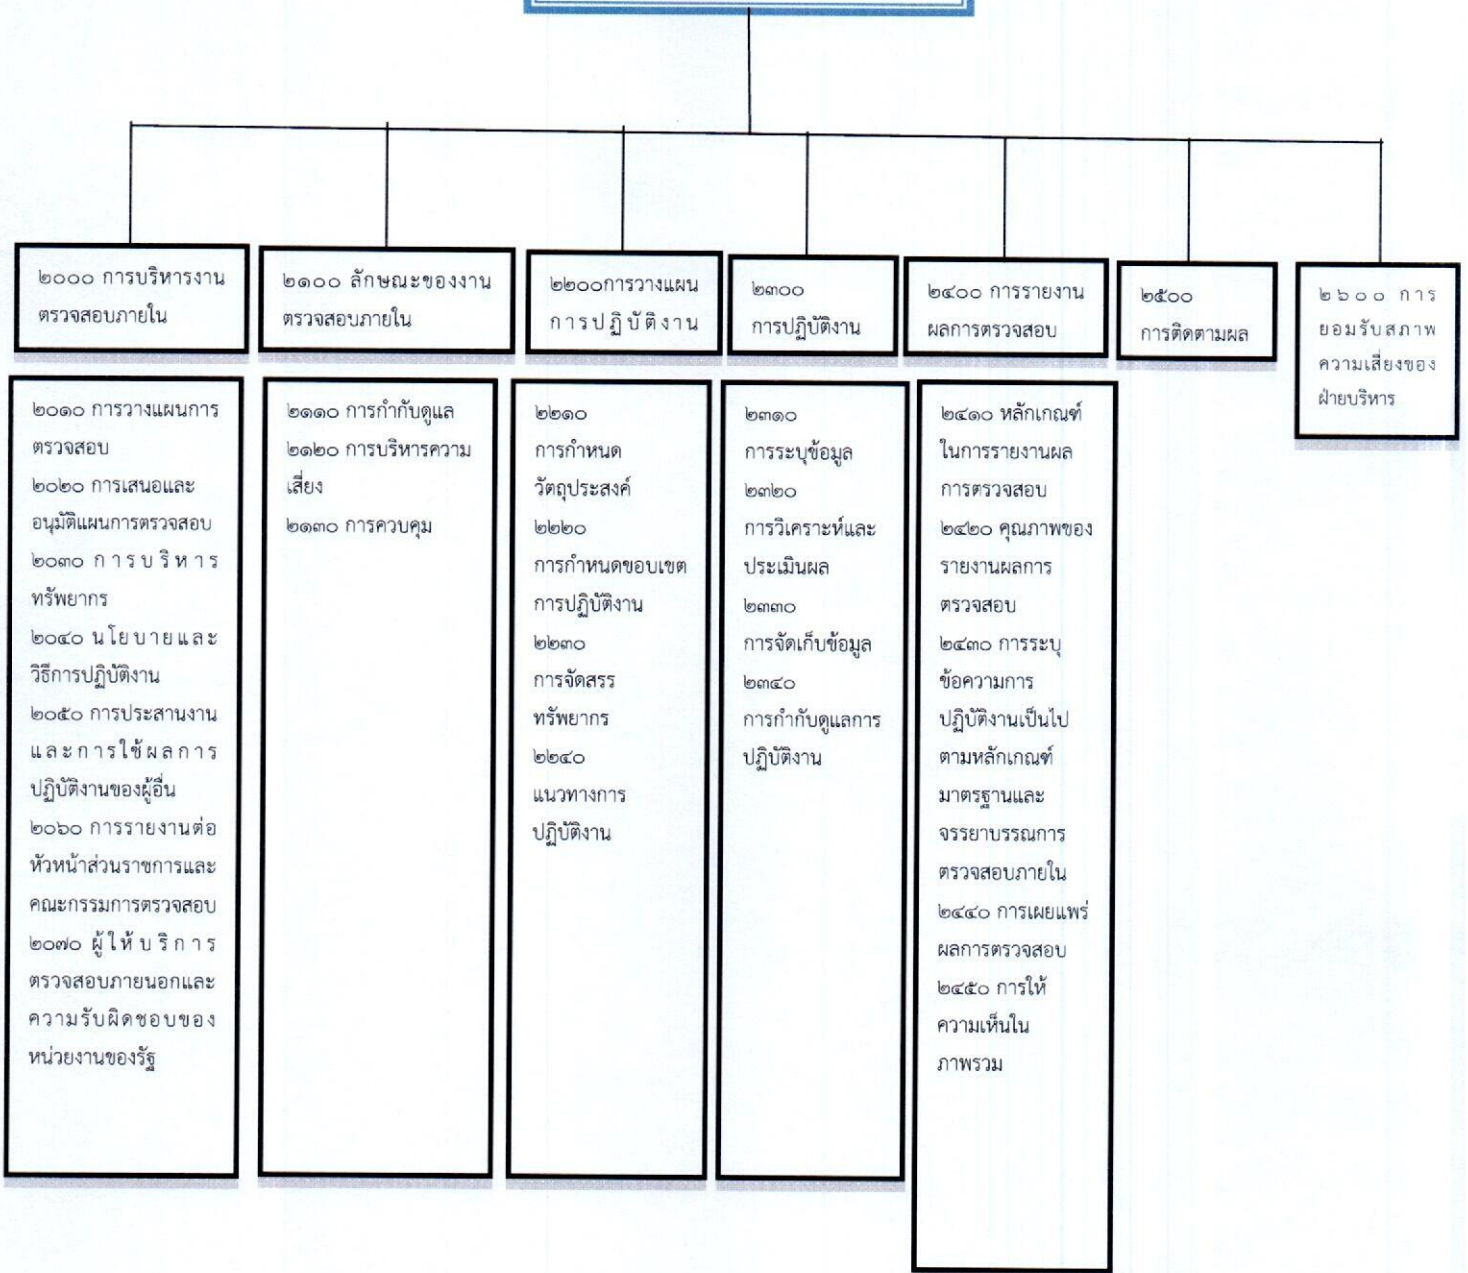 ๒๐๐๐ การบริหารงาน
ตรวจสอบภายใน
๒๑๐๐ ลักษณะของงาน
ตรวจสอบภายใน
๒๒๐๐การวางแผน
การปฏิบัติงาน
๒๓๐๐
การปฏิบัติงาน
๒๔๐๐ การรายงาน
ผลการตรวจสอบ
๒๕๐๐
การติดตามผล
๒๖๐๐ การ
ยอมรับสภาพ
ความเสี่ยงของ
ฝ่ายบริหาร
๒๐๑๐ การวางแผนการ
ตรวจสอบ
๒๐๒๐ การเสนอและ
อนุมัติแผนการตรวจสอบ
๒๐๓๐ การบริหาร
ทรัพยากร
๒๐๔๐ นโยบายและ
วิธีการปฏิบัติงาน
๒๐๕๐ การประสานงาน
และการใช้ผลการ
ปฏิบัติงานของผู้อื่น
๒๐๖๐ การรายงานต่อ
หัวหน้าส่วนราชการและ
คณะกรรมการตรวจสอบ
๒๐๗๐ ผู้ให้บริการ
ตรวจสอบภายนอกและ
ความรับผิดชอบของ
หน่วยงานของรัฐ
๒๑๑๐ การกำกับดูแล
๒๑๒๐ การบริหารความ
เสี่ยง
๒๑๓๐ การควบคุม
๒๒๑๐
การกำหนด
วัตถุประสงค์
๒๒๒๐
การกำหนดขอบเขต
การปฏิบัติงาน
๒๒๓๐
การจัดสรร
ทรัพยากร
๒๒๔๐
แนวทางการ
ปฏิบัติงาน
๒๓๑๐
การระบุข้อมูล
๒๓๒๐
การวิเคราะห์และ
ประเมินผล
๒๓๓๐
การจัดเก็บข้อมูล
๒๓๔๐
การกำกับดูแลการ
ปฏิบัติงาน
๒๔๑๐ หลักเกณฑ์
ในการรายงานผล
การตรวจสอบ
๒๔๒๐ คุณภาพของ
รายงานผลการ
ตรวจสอบ
๒๔๓๐ การระบุ
ข้อความการ
ปฏิบัติงานเป็นไป
ตามหลักเกณฑ์
มาตรฐานและ
จรรยาบรรณการ
ตรวจสอบภายใน
๒๔๔๐ การเผยแพร่
ผลการตรวจสอบ
๒๔๕๐ การให้
ความเห็นใน
ภาพรวม